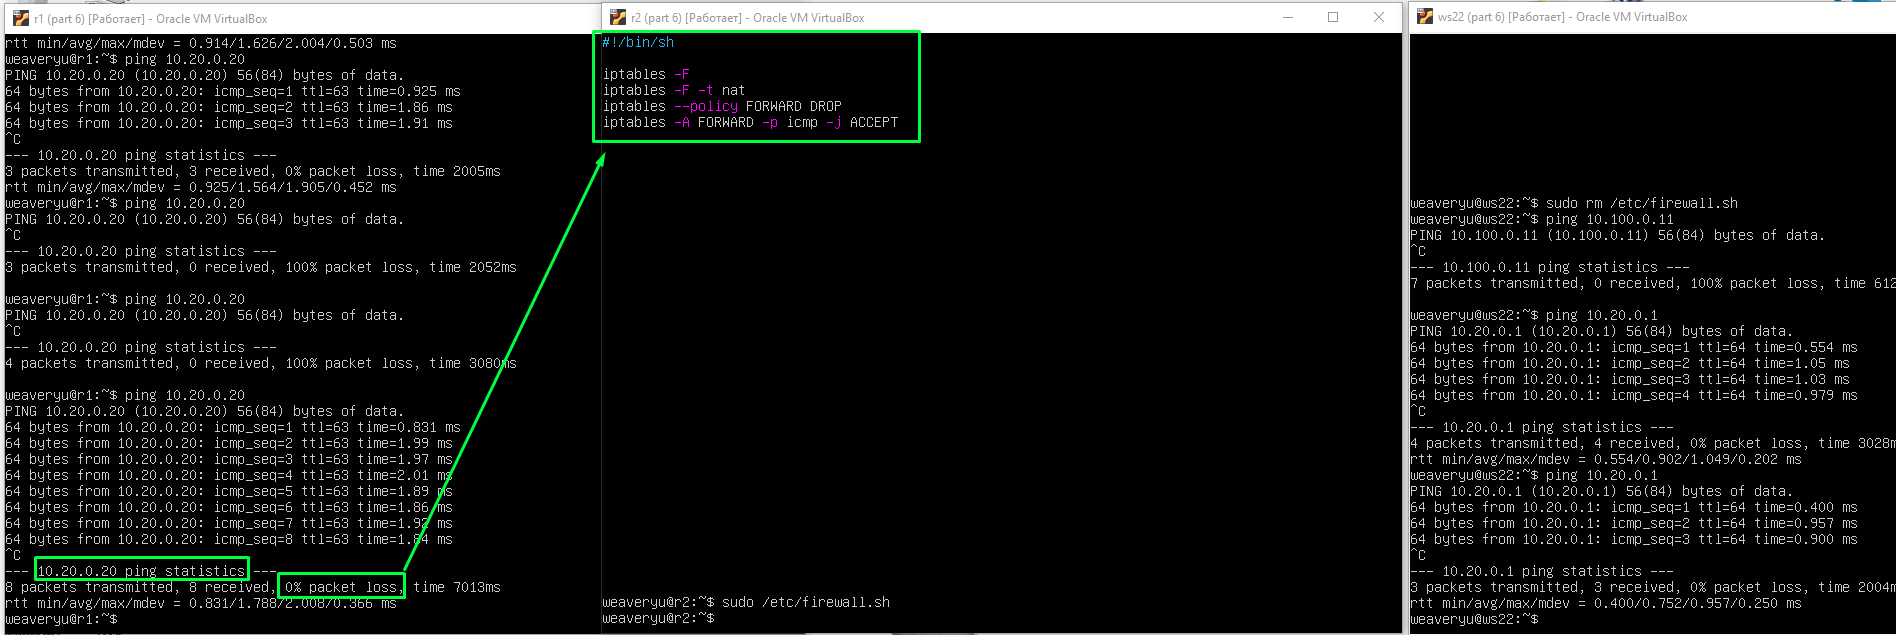 r1 (part 6) [Работает] - Oracle VM VirtualBox
rtt min/avg/max/mdev = 0.914/1.626/2.004/0.503 ms
weaveryu@r1:~$ ping 10.20.0.20
PING 10.20.0.20 (10.20.0.20) 56(84) bytes of data.
64 bytes from 10.20.0.20: icmp_seq=1 ttl=63 time=0.925 ms
64 bytes from 10.20.0.20: icmp_seq=2 ttl=63 time=1.86 ms
64 bytes from 10.20.0.20: icmp_seq=3 ttl=63 time=1.91 ms
^C
--- 10.20.0.20 ping statistics ---
3 packets transmitted, 3 received, 0% packet loss, time 2005ms
rtt min/avg/max/mdev = 0.925/1.564/1.905/0.452 ms
weaveryu@r1:~$ ping 10.20.0.20
PING 10.20.0.20 (10.20.0.20) 56(84) bytes of data.
^C
--- 10.20.0.20 ping statistics ---
3 packets transmitted, 0 received, 100% packet loss, time 2052ms
weaveryu@r1:~$ ping 10.20.0.20
PING 10.20.0.20 (10.20.0.20) 56(84) bytes of data.
^C
--- 10.20.0.20 ping statistics ---
4 packets transmitted, 0 received, 100% packet loss, time 3080ms
weaveryu@r1:~$ ping 10.20.0.20
PING 10.20.0.20 (10.20.0.20) 56(84) bytes of data.
64 bytes from 10.20.0.20: icmp_seq=1 ttl=63 time=0.831 ms
64 bytes from 10.20.0.20: icmp_seq=2 ttl=63 time=1.99 ms
64 bytes from 10.20.0.20: icmp_seq=3 ttl=63 time=1.97 ms
64 bytes from 10.20.0.20: icmp_seq=4 ttl=63 time=2.01 ms
64 bytes from 10.20.0.20: icmp_seq=5 ttl=63 time=1.89 ms
64 bytes from 10.20.0.20: icmp_seq=6 ttl=63 time=1.86 ms
64 bytes from 10.20.0.20: icmp_seq=7 ttl=63 time=1.92 ms
64 bytes from 10.20.0.20: icmp_seq=8 ttl=63 time=1.84 ms
^C
--- 10.20.0.20 ping statistics ---
8 packets transmitted, 8 received, 0% packet loss, time 7013ms
rtt min/avg/max/mdev = 0.831/1.788/2.008/0.366 ms
weaveryu@r1:~$
r2 (part 6) [Работает] - Oracle VM VirtualBox
#!/bin/sh
iptables -F
iptables -F -t nat
iptables --policy FORWARD DROP
iptables -A FORWARD -p icmp -j ACCEPT
weaveryu@r2:~$ sudo /etc/firewall.sh
weaveryu@r2:~$
ws22 (part 6) [Работает] - Oracle VM VirtualBox
weaveryu@ws22:~$ sudo rm /etc/firewall.sh
weaveryu@ws22:~$ ping 10.100.0.11
PING 10.100.0.11 (10.100.0.11) 56(84) bytes of data.
^C
--- 10.100.0.11 ping statistics ---
7 packets transmitted, 0 received, 100% packet loss, time 612
weaveryu@ws22:~$ ping 10.20.0.1
PING 10.20.0.1 (10.20.0.1) 56(84) bytes of data.
64 bytes from 10.20.0.1: icmp_seq=1 ttl=64 time=0.554 ms
64 bytes from 10.20.0.1: icmp_seq=2 ttl=64 time=1.05 ms
64 bytes from 10.20.0.1: icmp_seq=3 ttl=64 time=1.03 ms
64 bytes from 10.20.0.1: icmp_seq=4 ttl=64 time=0.979 ms
^C
--- 10.20.0.1 ping statistics ---
4 packets transmitted, 4 received, 0% packet loss, time 3028m
rtt min/avg/max/mdev = 0.554/0.902/1.049/0.202 ms
weaveryu@ws22:~$ ping 10.20.0.1
PING 10.20.0.1 (10.20.0.1) 56(84) bytes of data.
64 bytes from 10.20.0.1: icmp_seq=1 ttl=64 time=0.400 ms
64 bytes from 10.20.0.1: icmp_seq=2 ttl=64 time=0.957 ms
64 bytes from 10.20.0.1: icmp_seq=3 ttl=64 time=0.900 ms
^C
--- 10.20.0.1 ping statistics ---
3 packets transmitted, 3 received, 0% packet loss, time 2004m
rtt min/avg/max/mdev = 0.400/0.752/0.957/0.250 ms
weaveryu@ws22:~$